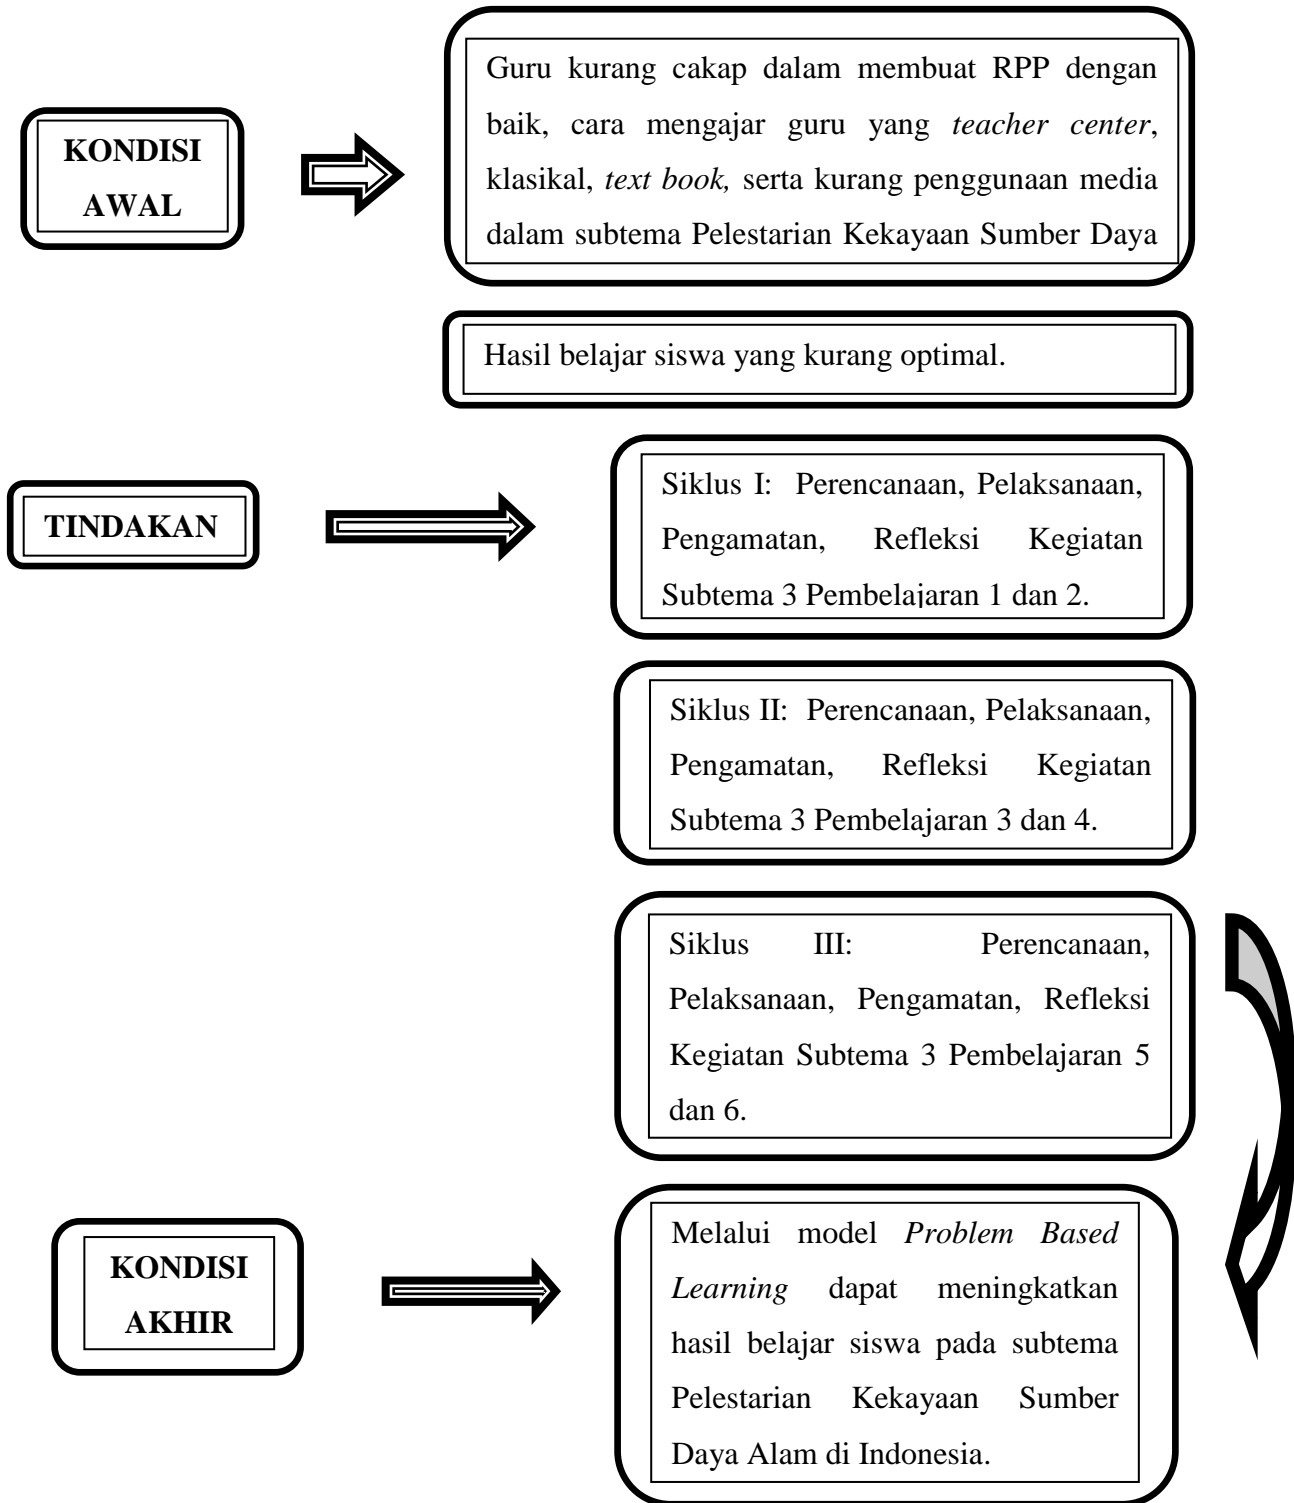 KONDISI
AWAL
Guru kurang cakap dalam membuat RPP dengan
baik, cara mengajar guru yang teacher center,
klasikal, text book, serta kurang penggunaan media
dalam subtema Pelestarian Kekayaan Sumber Daya
Hasil belajar siswa yang kurang optimal.
TINDAKAN
Siklus I: Perencanaan, Pelaksanaan,
Pengamatan, Refleksi Kegiatan
Subtema 3 Pembelajaran 1 dan 2.
Siklus II: Perencanaan, Pelaksanaan,
Pengamatan, Refleksi Kegiatan
Subtema 3 Pembelajaran 3 dan 4.
Siklus III: Perencanaan,
Pelaksanaan, Pengamatan, Refleksi
Kegiatan Subtema 3 Pembelajaran 5
dan 6.
KONDISI
AKHIR
Melalui model Problem Based
Learning dapat meningkatkan
hasil belajar siswa pada subtema
Pelestarian Kekayaan Sumber
Daya Alam di Indonesia.